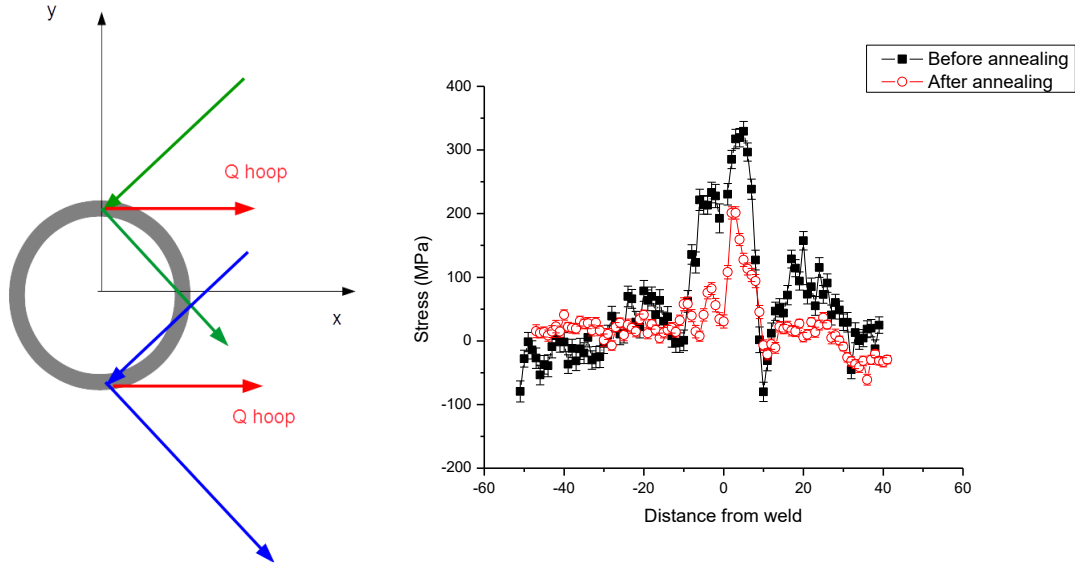 y
Q hoop
x
Q hoop
Before annealing
After annealing
400
300
200
100
0
-100
-200
Stress (MPa)
-60
-40
-20
0
20
40
60
Distance from weld